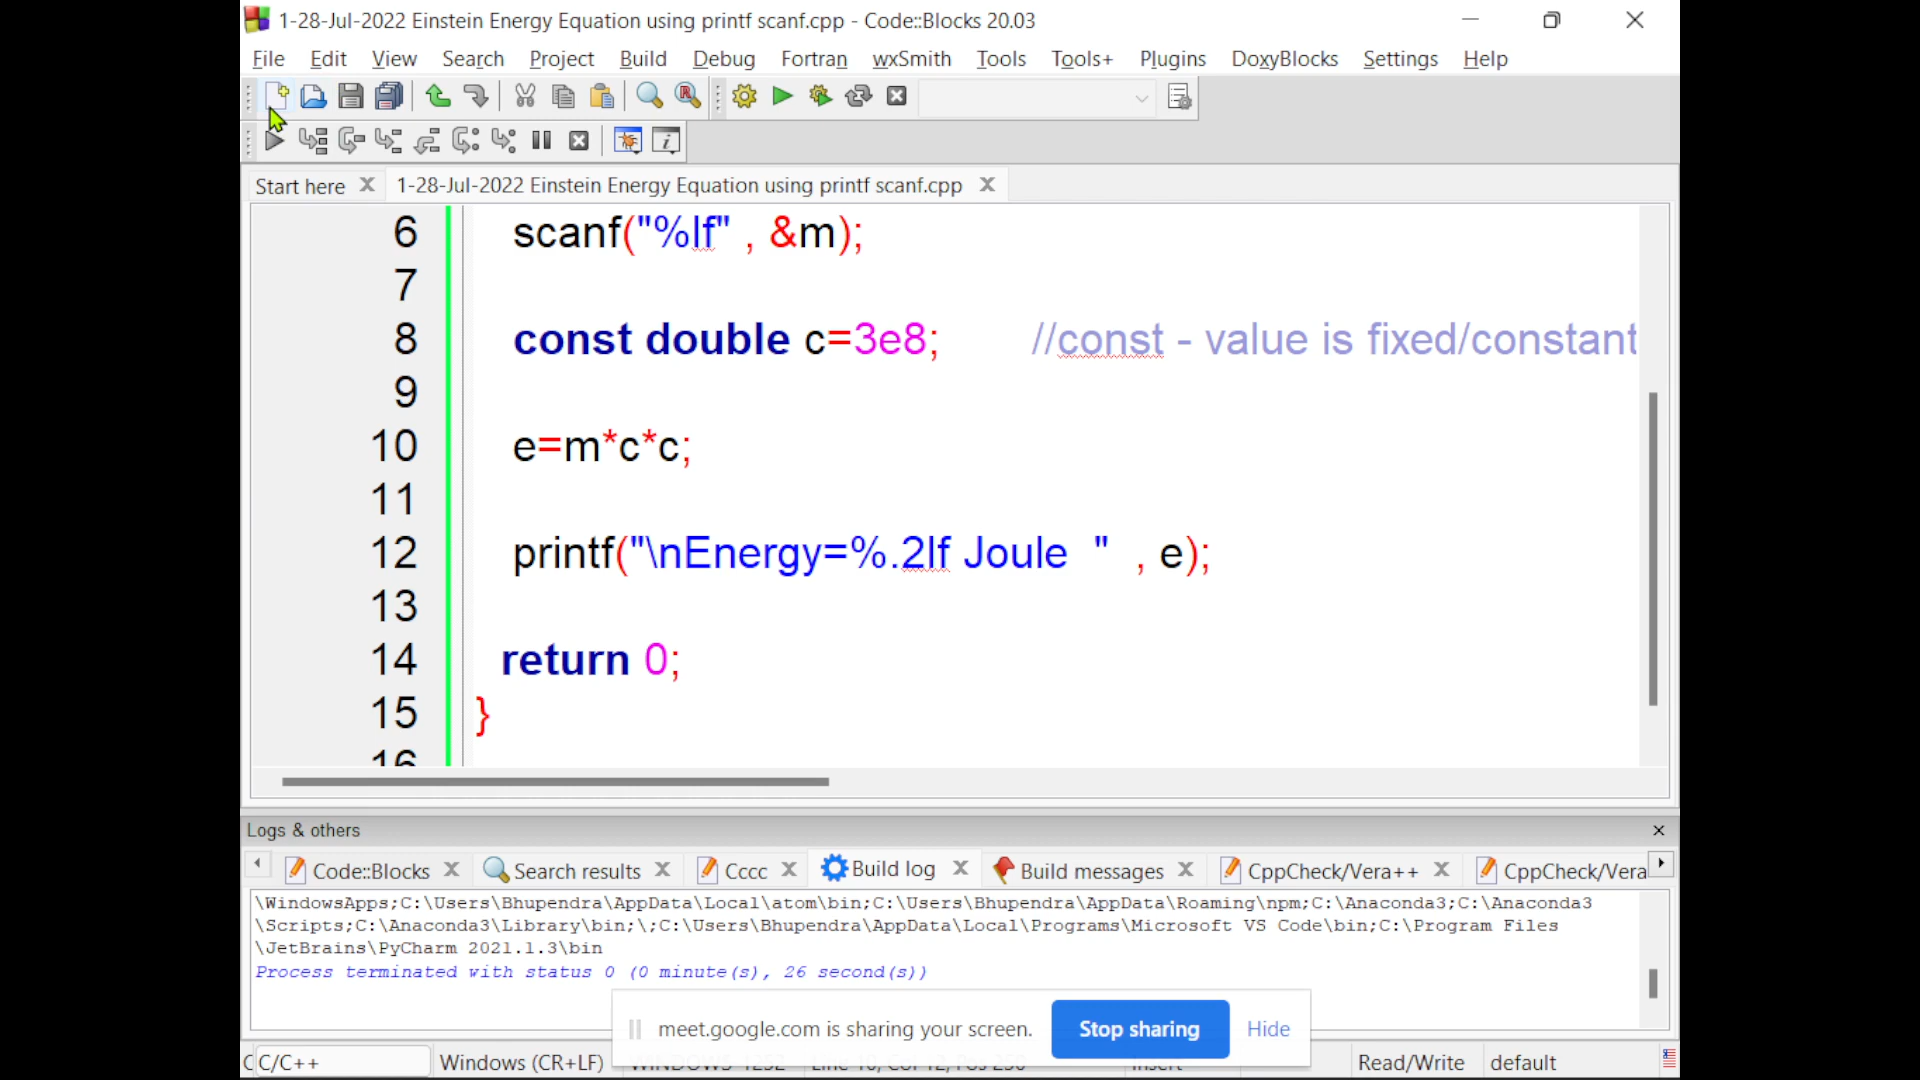 1-28-Jul-2022 Einstein Energy Equation using printf scanf.cpp - Code::Blocks 20.03
File Edit View Search Project Build Debug Fortran wxSmith Tools Tools+ Plugins DoxyBlocks Settings Help
Start here 1-28-Jul-2022 Einstein Energy Equation using printf scanf.cpp
6 scanf("%lf" , &m);
7
8 const double c=3e8; //const - value is fixed/constant
9
10 e=m*c*c;
11
12 printf("\nEnergy=%.2lf Joule " , e);
13
14 return 0;
15 }
16
Logs & others
Code::Blocks Search results Cccc Build log Build messages CppCheck/Vera++ CppCheck/Vera
\WindowsApps;C:\Users\Bhupendra\AppData\Local\atom\bin;C:\Users\Bhupendra\AppData\Roaming\npm;C:\Anaconda3;C:\Anaconda3
\Scripts;C:\Anaconda3\Library\bin;\;C:\Users\Bhupendra\AppData\Local\Programs\Microsoft VS Code\bin;C:\Program Files
\JetBrains\PyCharm 2021.1.3\bin
Process terminated with status 0 (0 minute(s), 26 second(s))
meet.google.com is sharing your screen. Stop sharing Hide
C/C++ Windows (CR+LF) Read/Write default